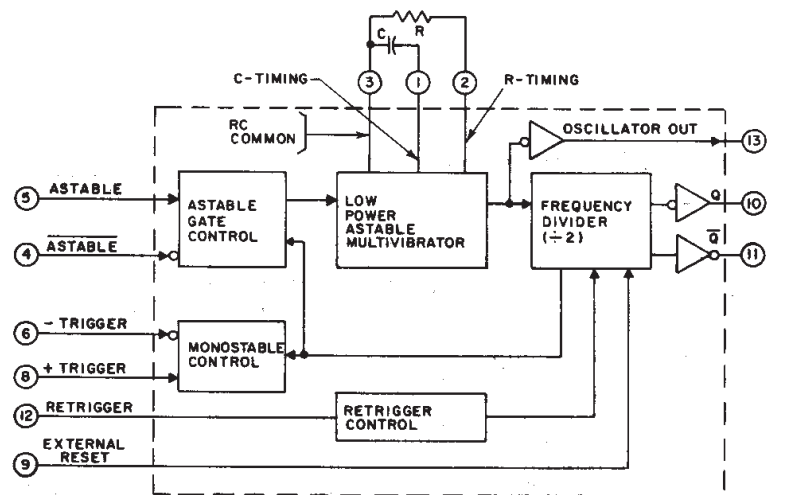 C
R
3
1
2
C-TIMING
R-TIMING
RC
COMMON
OSCILLATOR OUT
13
5
ASTABLE
ASTABLE
GATE
CONTROL
LOW
POWER
ASTABLE
MULTIVIBRATOR
FREQUENCY
DIVIDER
(÷2)
Q
10
4
A̅S̅T̅A̅B̅L̅E̅
Q̅
11
6
- TRIGGER
MONOSTABLE
CONTROL
8
+ TRIGGER
12
RETRIGGER
RETRIGGER
CONTROL
9
EXTERNAL
RESET